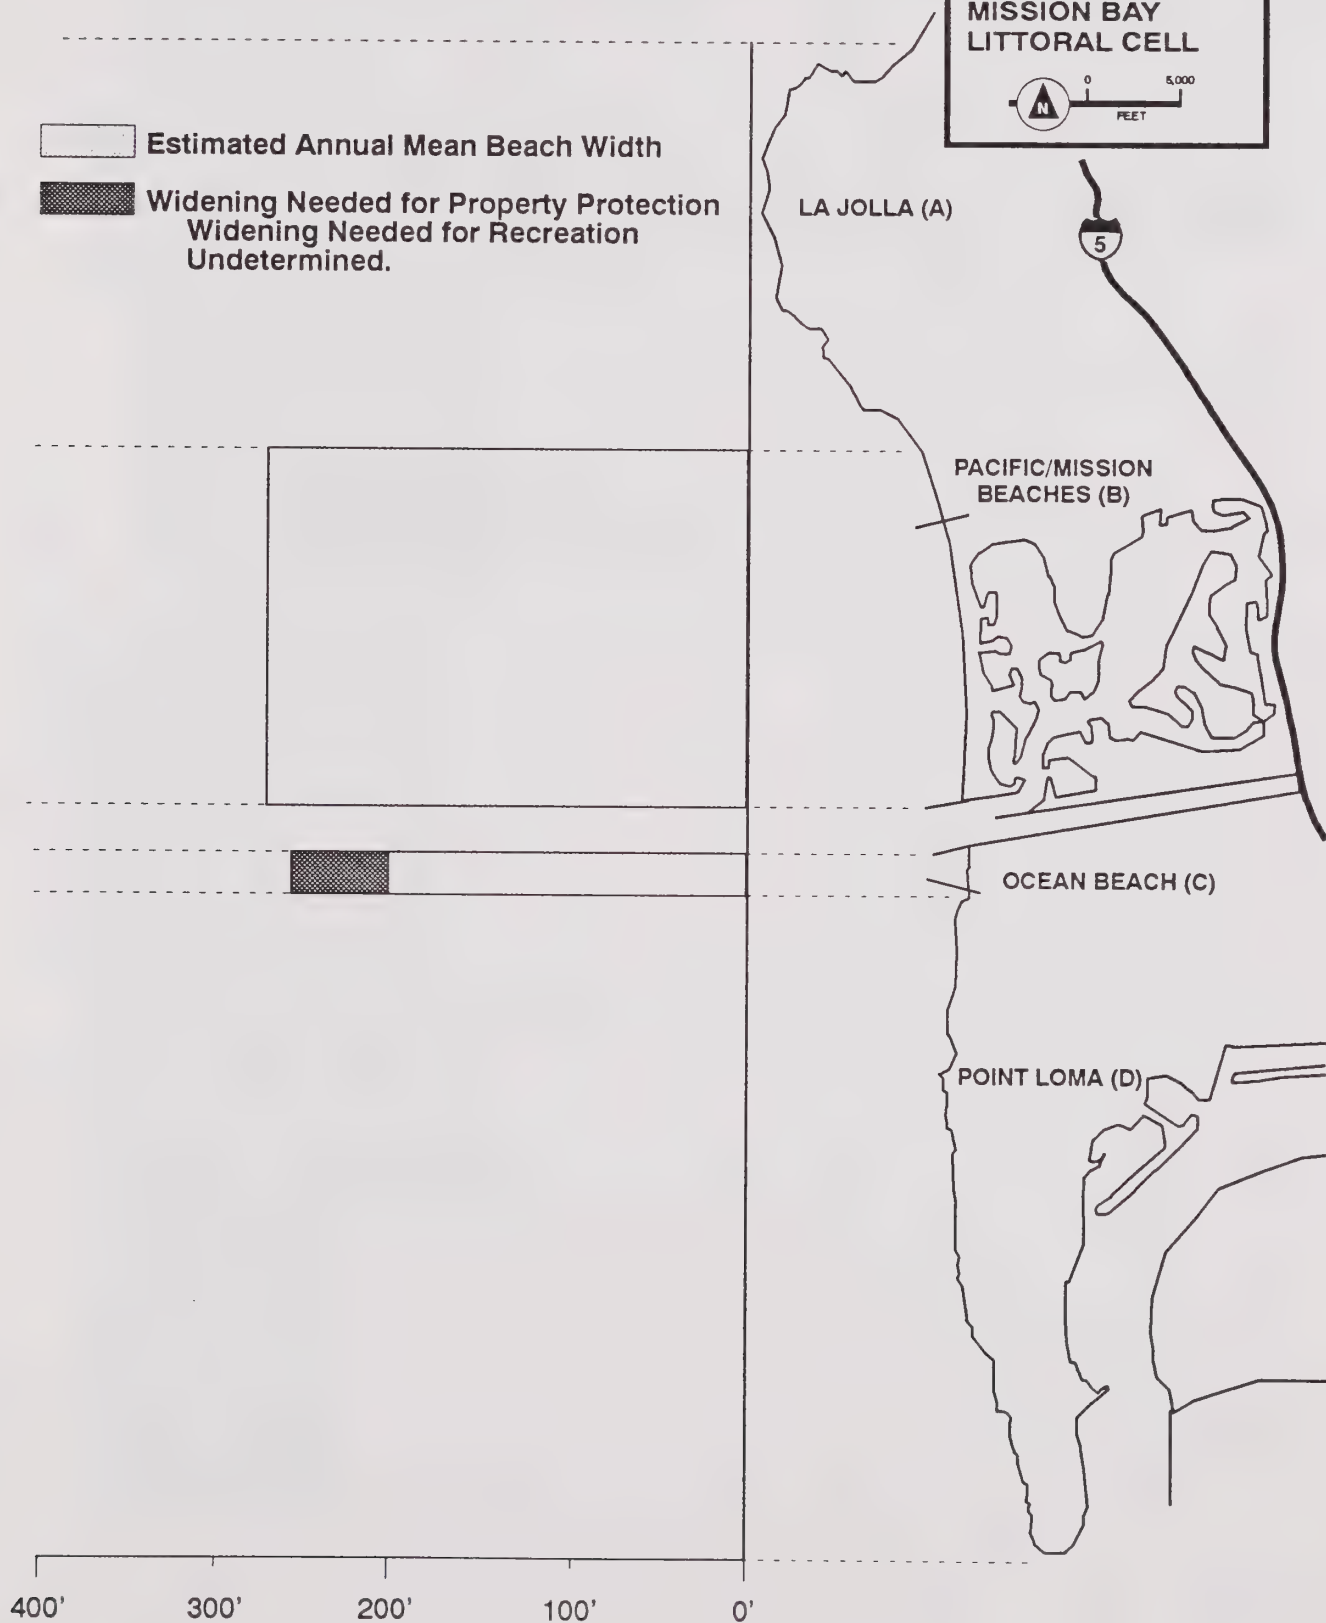 MISSION BAY
LITTORAL CELL
0 5,000
N
FEET
Estimated Annual Mean Beach Width
Widening Needed for Property Protection
Widening Needed for Recreation
Undetermined.
LA JOLLA (A)
5
PACIFIC/MISSION
BEACHES (B)
OCEAN BEACH (C)
POINT LOMA (D)
400' 300' 200' 100' 0'